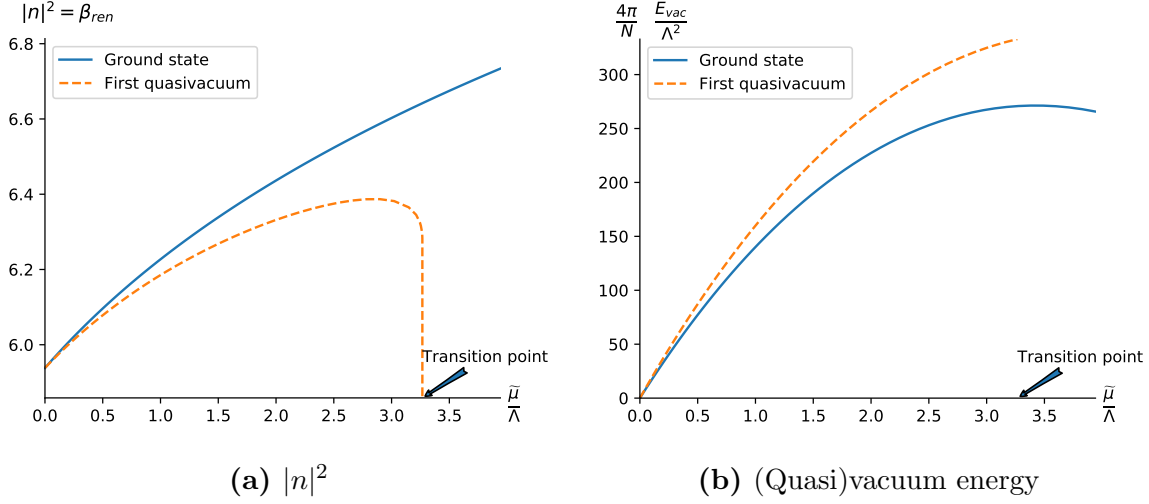 |n|² = β_ren
6.8
6.6
6.4
6.2
6.0
0.0 0.5 1.0 1.5 2.0 2.5 3.0 3.5
μ̃/Λ
Ground state
First quasivacuum
Transition point
(a) |n|²
4π/N E_vac/Λ²
300
250
200
150
100
50
0
0.0 0.5 1.0 1.5 2.0 2.5 3.0 3.5
μ̃/Λ
Ground state
First quasivacuum
Transition point
(b) (Quasi)vacuum energy